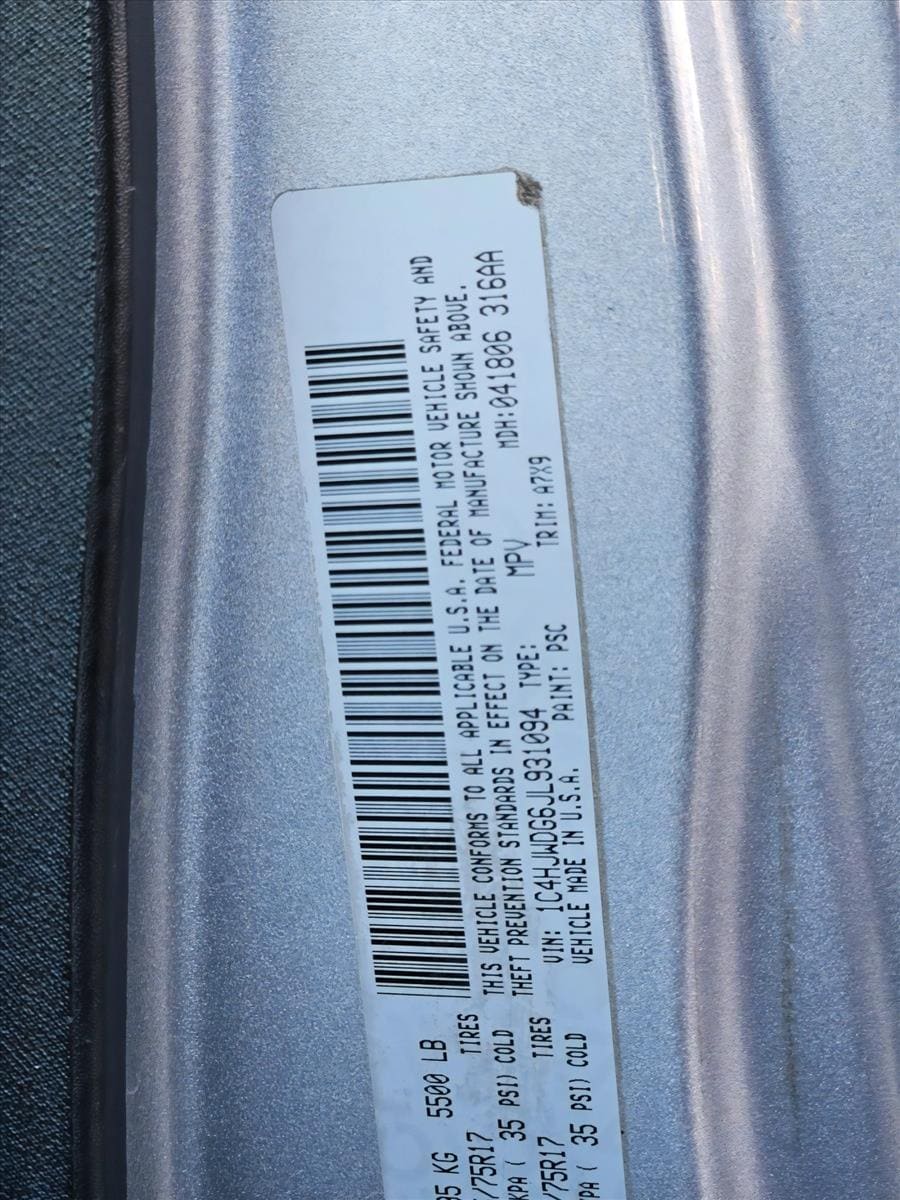 THIS VEHICLE CONFORMS TO ALL APPLICABLE U.S.A. FEDERAL MOTOR VEHICLE SAFETY AND
THEFT PREVENTION STANDARDS IN EFFECT ON THE DATE OF MANUFACTURE SHOWN ABOVE.
VIN: 1C4HJWDG6JL931094 TYPE: MPV MDH:041806 316AA
VEHICLE MADE IN U.S.A. PAINT: PSC TRIM: A7X9
95 KG 5500 LB
/75R17 TIRES
KPA ( 35 PSI) COLD
/75R17 TIRES
KPA ( 35 PSI) COLD